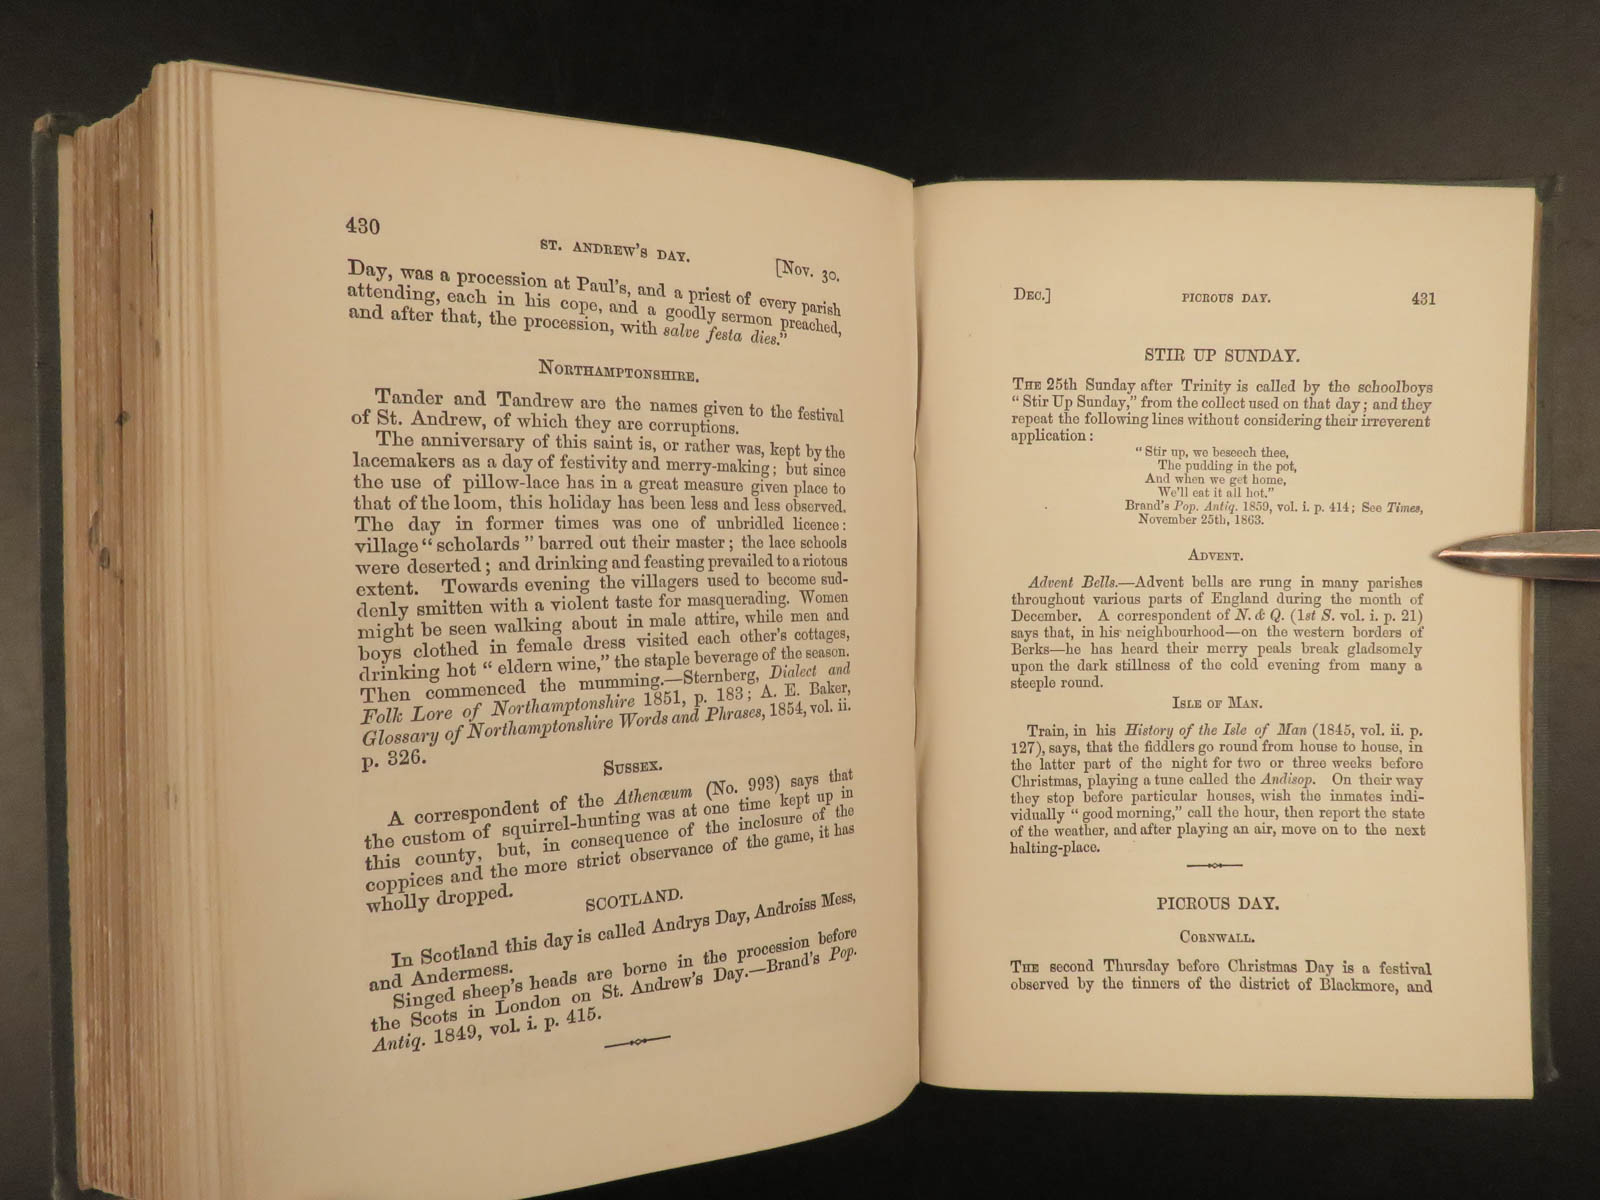 430
ST. ANDREW'S DAY.
[Nov. 30.
Day, was a procession at Paul's, and a priest of every parish
attending, each in his cope, and a goodly sermon preached,
and after that, the procession, with salve festa dies."
Northamptonshire.
Tander and Tandrew are the names given to the festival
of St. Andrew, of which they are corruptions.
The anniversary of this saint is, or rather was, kept by the
lacemakers as a day of festivity and merry-making; but since
the use of pillow-lace has in a great measure given place to
that of the loom, this holiday has been less and less observed.
The day in former times was one of unbridled licence:
village "scholards" barred out their master; the lace schools
were deserted; and drinking and feasting prevailed to a riotous
extent. Towards evening the villagers used to become sud-
denly smitten with a violent taste for masquerading. Women
might be seen walking about in male attire, while men and
boys clothed in female dress visited each other's cottages,
drinking hot "eldern wine," the staple beverage of the season.
Then commenced the mumming.—Sternberg, Dialect and
Folk Lore of Northamptonshire 1851, p. 183; A. E. Baker,
Glossary of Northamptonshire Words and Phrases, 1854, vol. ii.
p. 326.
Sussex.
A correspondent of the Athenæum (No. 993) says that
the custom of squirrel-hunting was at one time kept up in
this county, but, in consequence of the inclosure of the
coppices and the more strict observance of the game, it has
wholly dropped.
SCOTLAND.
In Scotland this day is called Andrys Day, Androiss Mess,
and Andermess.
Singed sheep's heads are borne in the procession before
the Scots in London on St. Andrew's Day.—Brand's Pop.
Antiq. 1849, vol. i. p. 415.
Dec.]
PICROUS DAY.
431
STIR UP SUNDAY.
The 25th Sunday after Trinity is called by the schoolboys
"Stir Up Sunday," from the collect used on that day; and they
repeat the following lines without considering their irreverent
application:
"Stir up, we beseech thee,
The pudding in the pot,
And when we get home,
We'll eat it all hot."
Brand's Pop. Antiq. 1859, vol. i. p. 414; See Times,
November 25th, 1863.
Advent.
Advent Bells.—Advent bells are rung in many parishes
throughout various parts of England during the month of
December. A correspondent of N. & Q. (1st S. vol. i. p. 21)
says that, in his neighbourhood—on the western borders of
Berks—he has heard their merry peals break gladsomely
upon the dark stillness of the cold evening from many a
steeple round.
Isle of Man.
Train, in his History of the Isle of Man (1845, vol. ii. p.
127), says, that the fiddlers go round from house to house, in
the latter part of the night for two or three weeks before
Christmas, playing a tune called the Andisop. On their way
they stop before particular houses, wish the inmates indi-
vidually "good morning," call the hour, then report the state
of the weather, and after playing an air, move on to the next
halting-place.
PICROUS DAY.
Cornwall.
The second Thursday before Christmas Day is a festival
observed by the tinners of the district of Blackmore, and